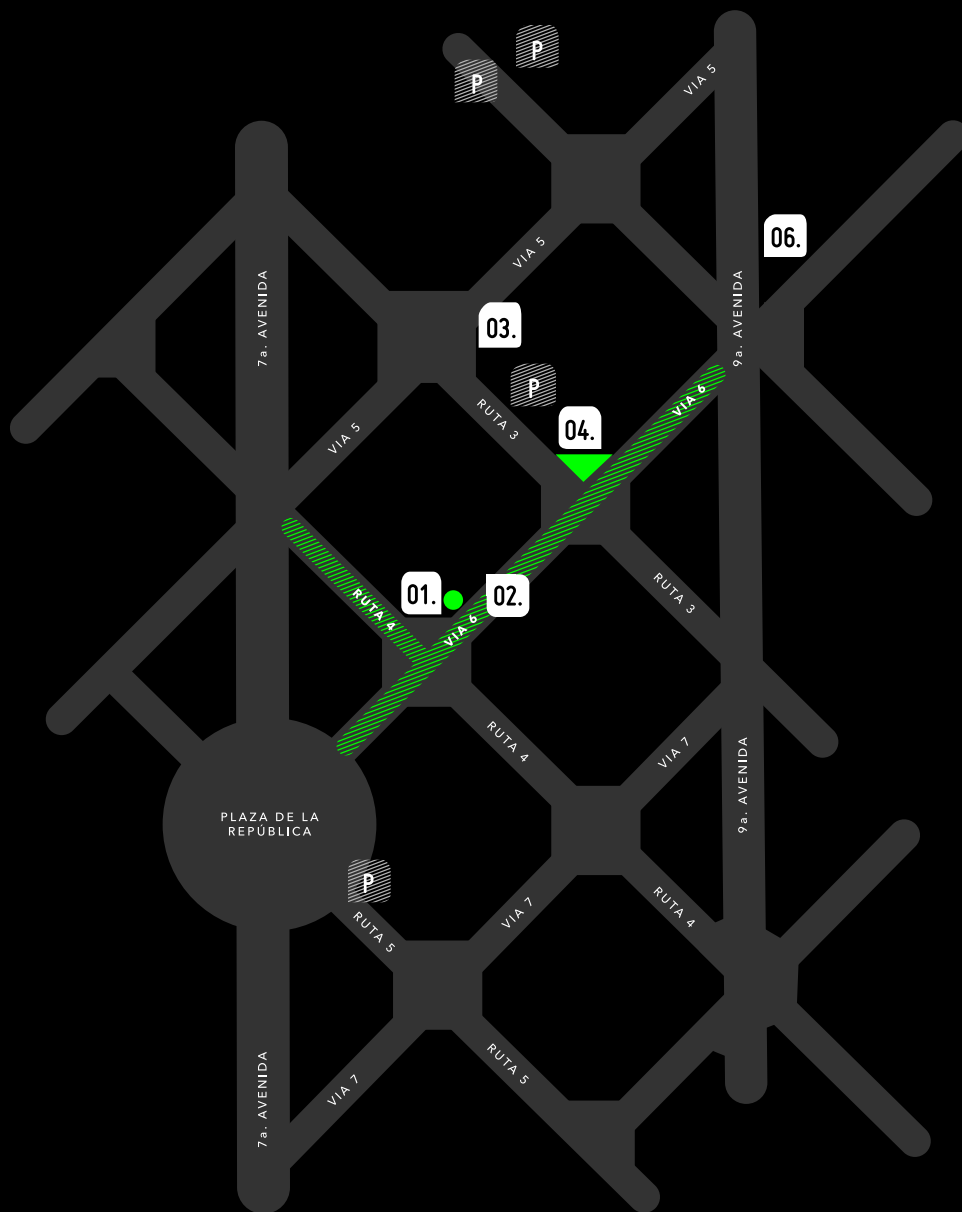 P
P
VIA 5
06.
VIA 5
7a. AVENIDA
9a. AVENIDA
03.
P
VIA 6
RUTA 3
04.
VIA 5
01.
02.
RUTA 4
VIA 6
RUTA 3
RUTA 4
VIA 7
9a. AVENIDA
PLAZA DE LA
REPÚBLICA
P
RUTA 5
VIA 7
RUTA 4
RUTA 5
VIA 7
7a. AVENIDA